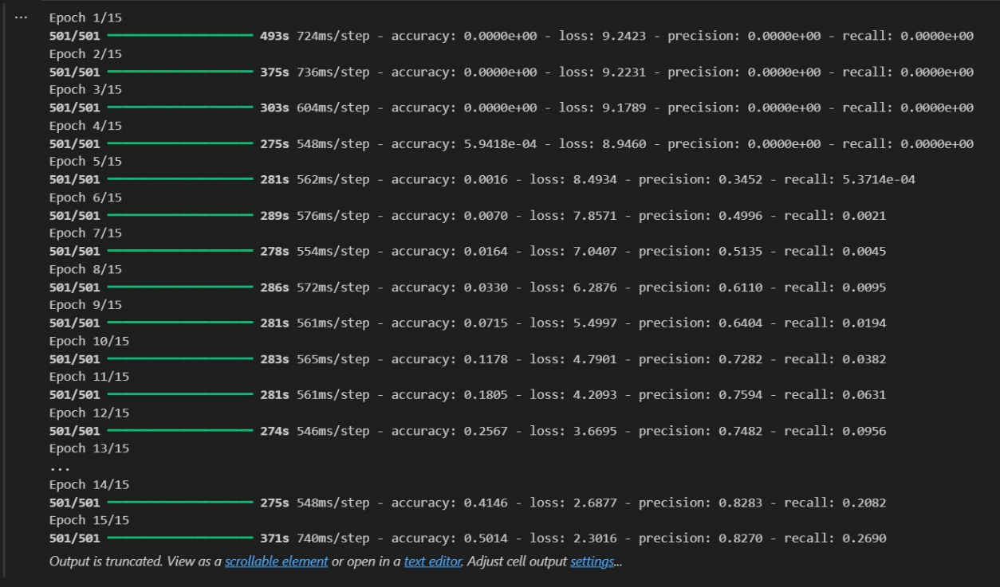 ...
Epoch 1/15
501/501 493s 724ms/step - accuracy: 0.0000e+00 - loss: 9.2423 - precision: 0.0000e+00 - recall: 0.0000e+00
Epoch 2/15
501/501 375s 736ms/step - accuracy: 0.0000e+00 - loss: 9.2231 - precision: 0.0000e+00 - recall: 0.0000e+00
Epoch 3/15
501/501 303s 604ms/step - accuracy: 0.0000e+00 - loss: 9.1789 - precision: 0.0000e+00 - recall: 0.0000e+00
Epoch 4/15
501/501 275s 548ms/step - accuracy: 5.9418e-04 - loss: 8.9460 - precision: 0.0000e+00 - recall: 0.0000e+00
Epoch 5/15
501/501 281s 562ms/step - accuracy: 0.0016 - loss: 8.4934 - precision: 0.3452 - recall: 5.3714e-04
Epoch 6/15
501/501 289s 576ms/step - accuracy: 0.0070 - loss: 7.8571 - precision: 0.4996 - recall: 0.0021
Epoch 7/15
501/501 278s 554ms/step - accuracy: 0.0164 - loss: 7.0407 - precision: 0.5135 - recall: 0.0045
Epoch 8/15
501/501 286s 572ms/step - accuracy: 0.0330 - loss: 6.2876 - precision: 0.6110 - recall: 0.0095
Epoch 9/15
501/501 281s 561ms/step - accuracy: 0.0715 - loss: 5.4997 - precision: 0.6404 - recall: 0.0194
Epoch 10/15
501/501 283s 565ms/step - accuracy: 0.1178 - loss: 4.7901 - precision: 0.7282 - recall: 0.0382
Epoch 11/15
501/501 281s 561ms/step - accuracy: 0.1805 - loss: 4.2093 - precision: 0.7594 - recall: 0.0631
Epoch 12/15
501/501 274s 546ms/step - accuracy: 0.2567 - loss: 3.6695 - precision: 0.7482 - recall: 0.0956
Epoch 13/15
...
Epoch 14/15
501/501 275s 548ms/step - accuracy: 0.4146 - loss: 2.6877 - precision: 0.8283 - recall: 0.2082
Epoch 15/15
501/501 371s 740ms/step - accuracy: 0.5014 - loss: 2.3016 - precision: 0.8270 - recall: 0.2690
Output is truncated. View as a scrollable element or open in a text editor. Adjust cell output settings...